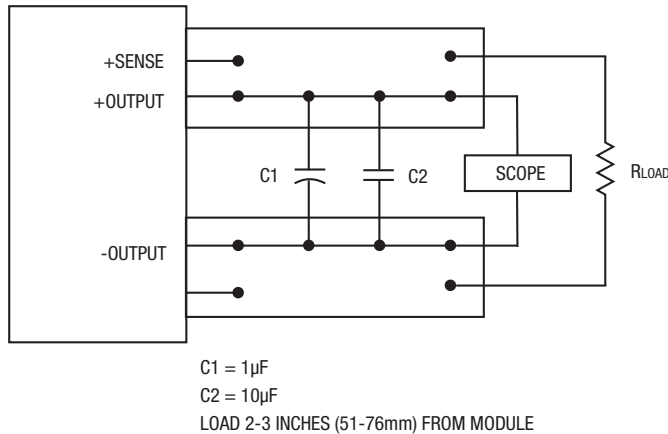 +SENSE
+OUTPUT
C1
C2
SCOPE
RLOAD
-OUTPUT
C1 = 1µF
C2 = 10µF
LOAD 2-3 INCHES (51-76mm) FROM MODULE